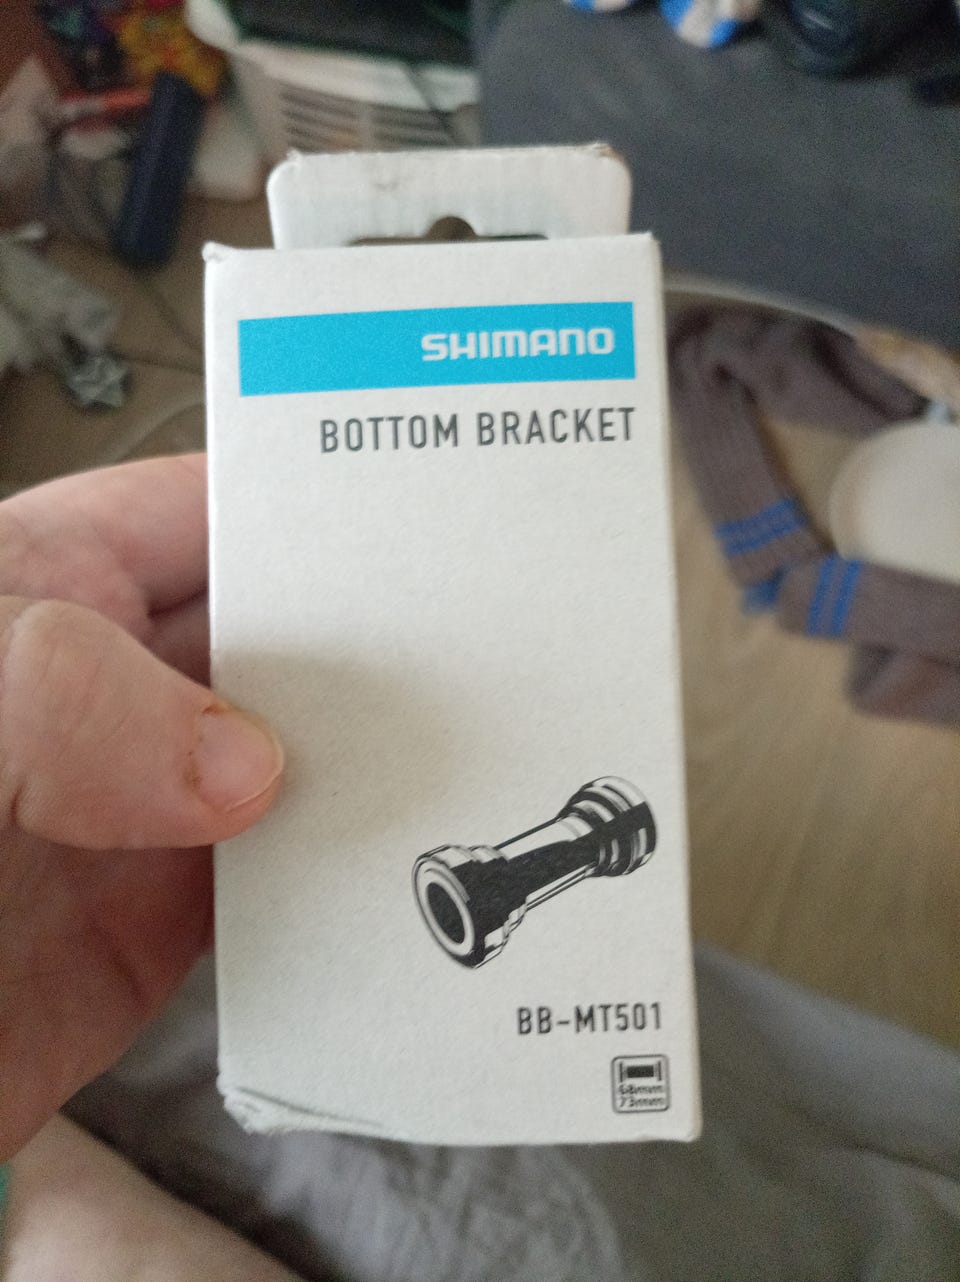 SHIMANO
BOTTOM BRACKET
BB-MT501
68mm
73mm